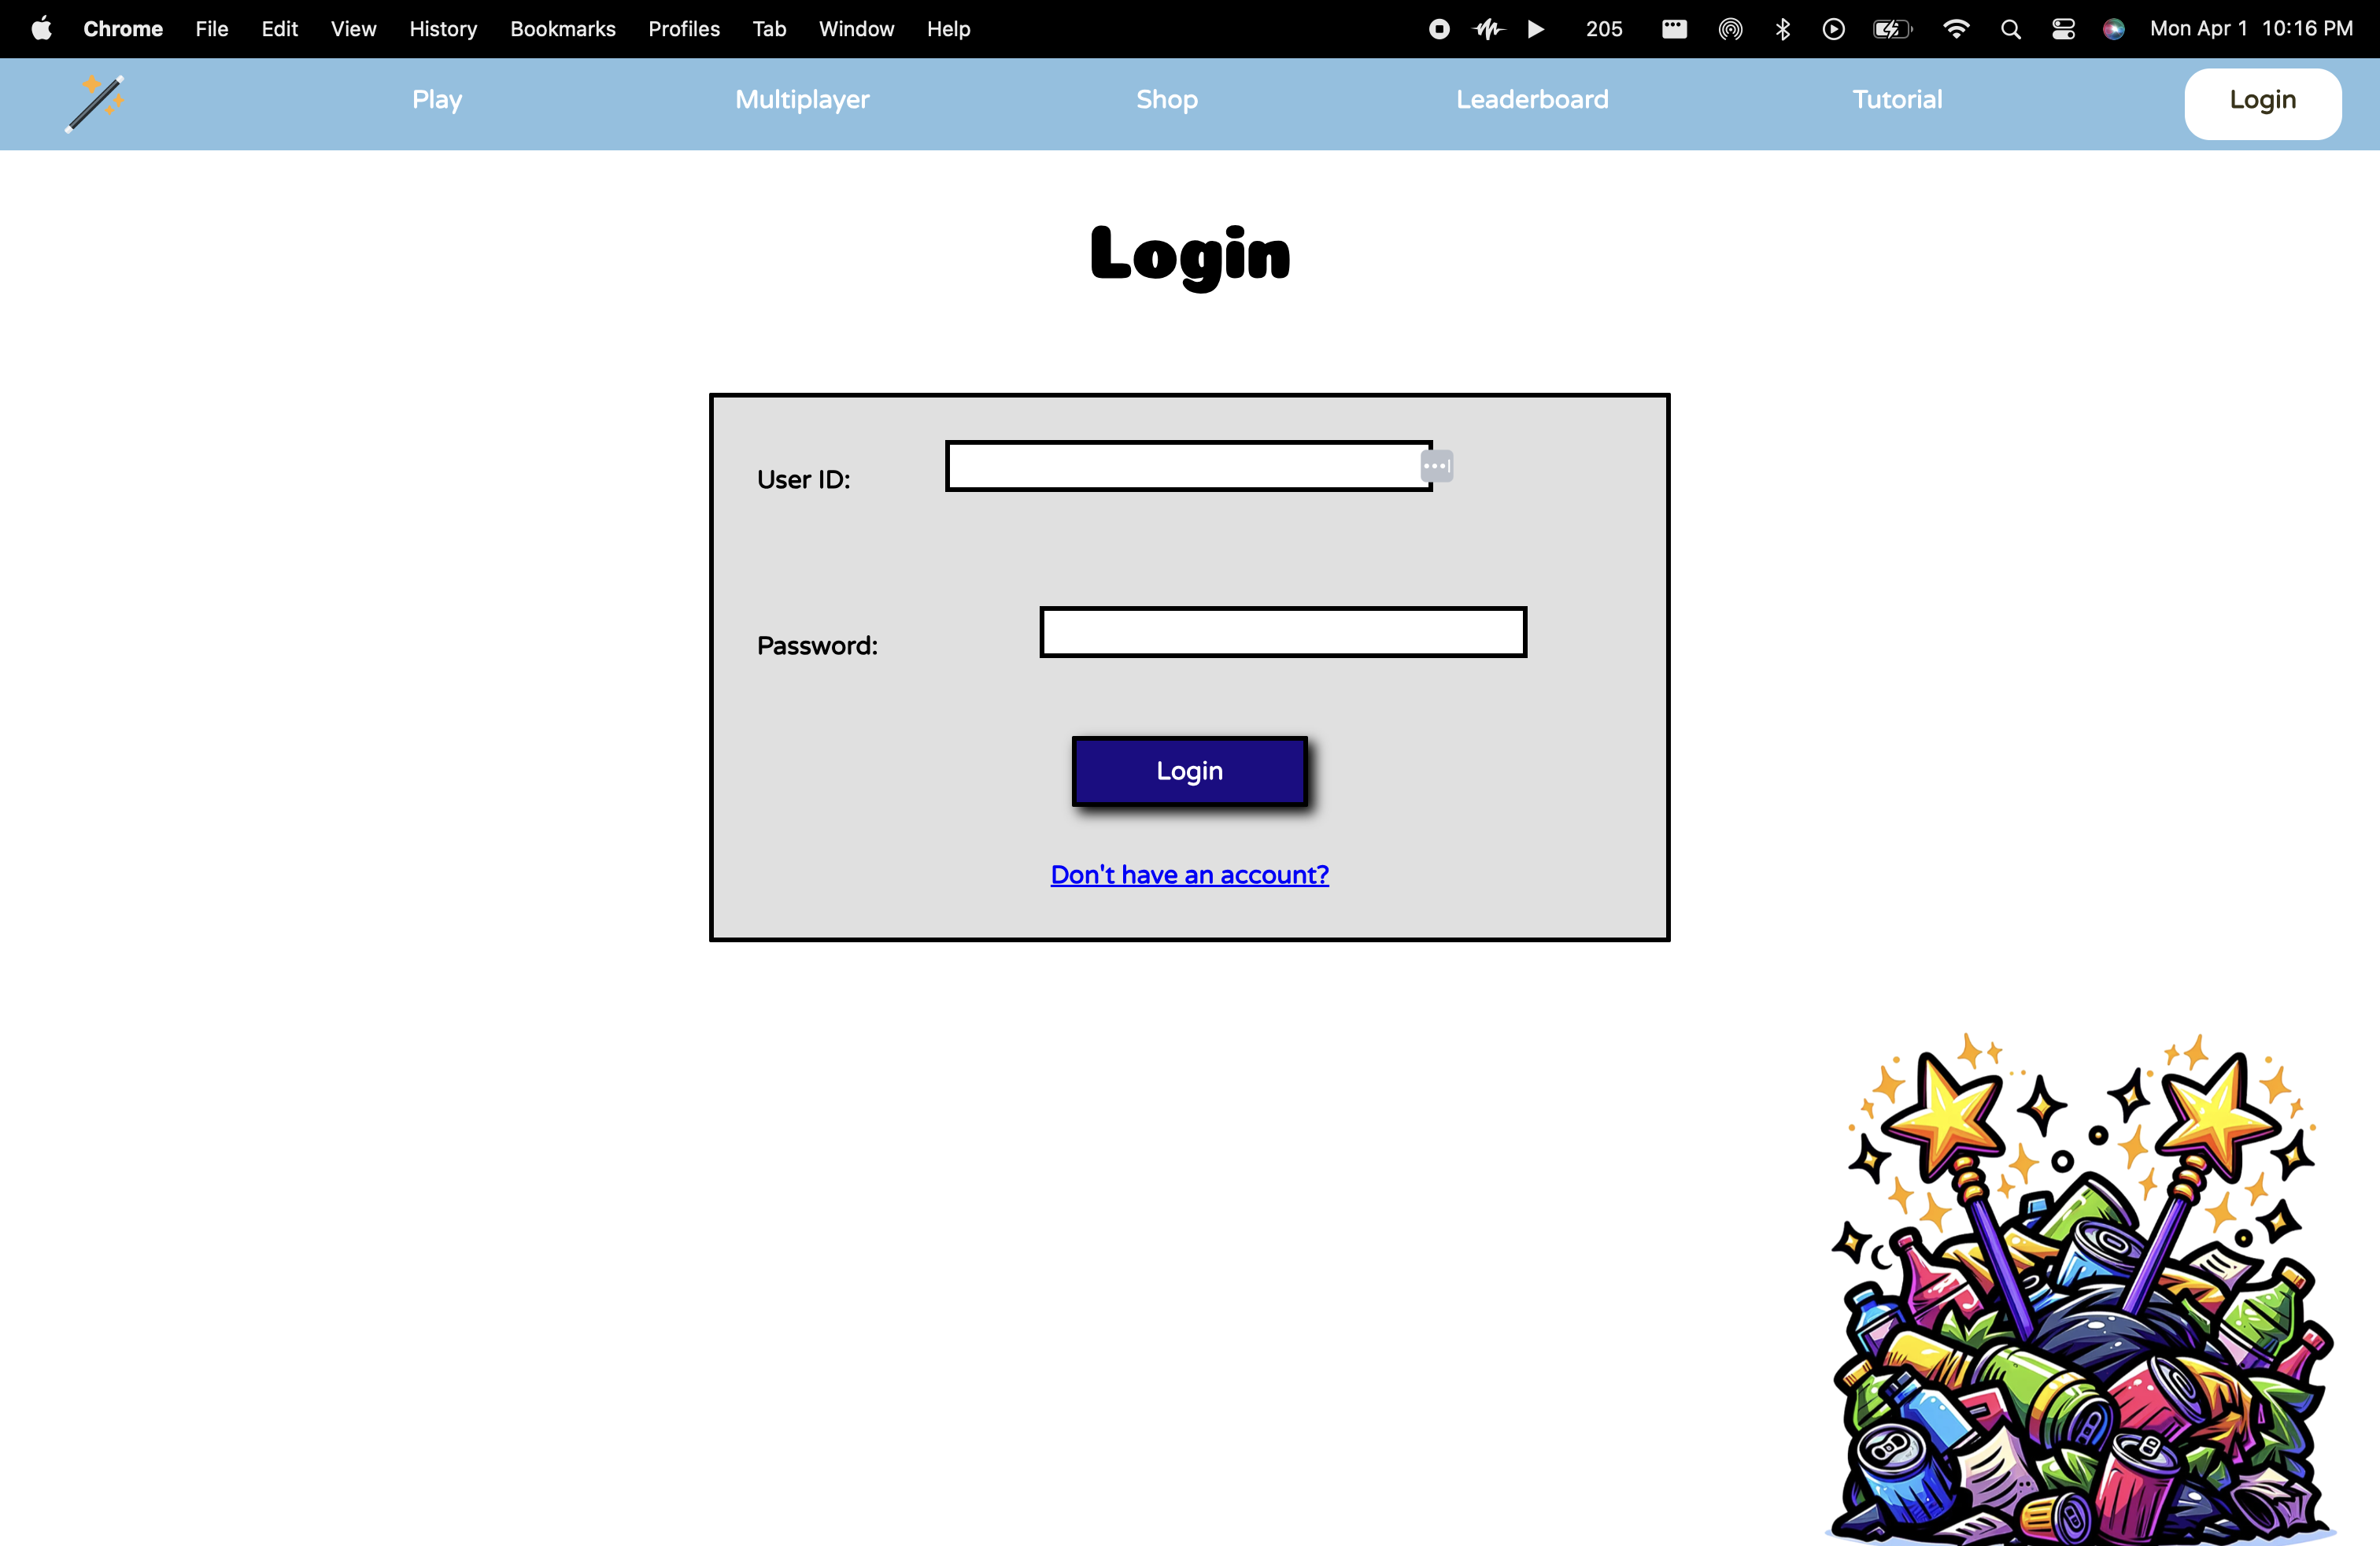 Chrome File Edit View History Bookmarks Profiles Tab Window Help 205 Mon Apr 1 10:16 PM
Play Multiplayer Shop Leaderboard Tutorial Login
Login
User ID:
Password:
Login
Don't have an account?